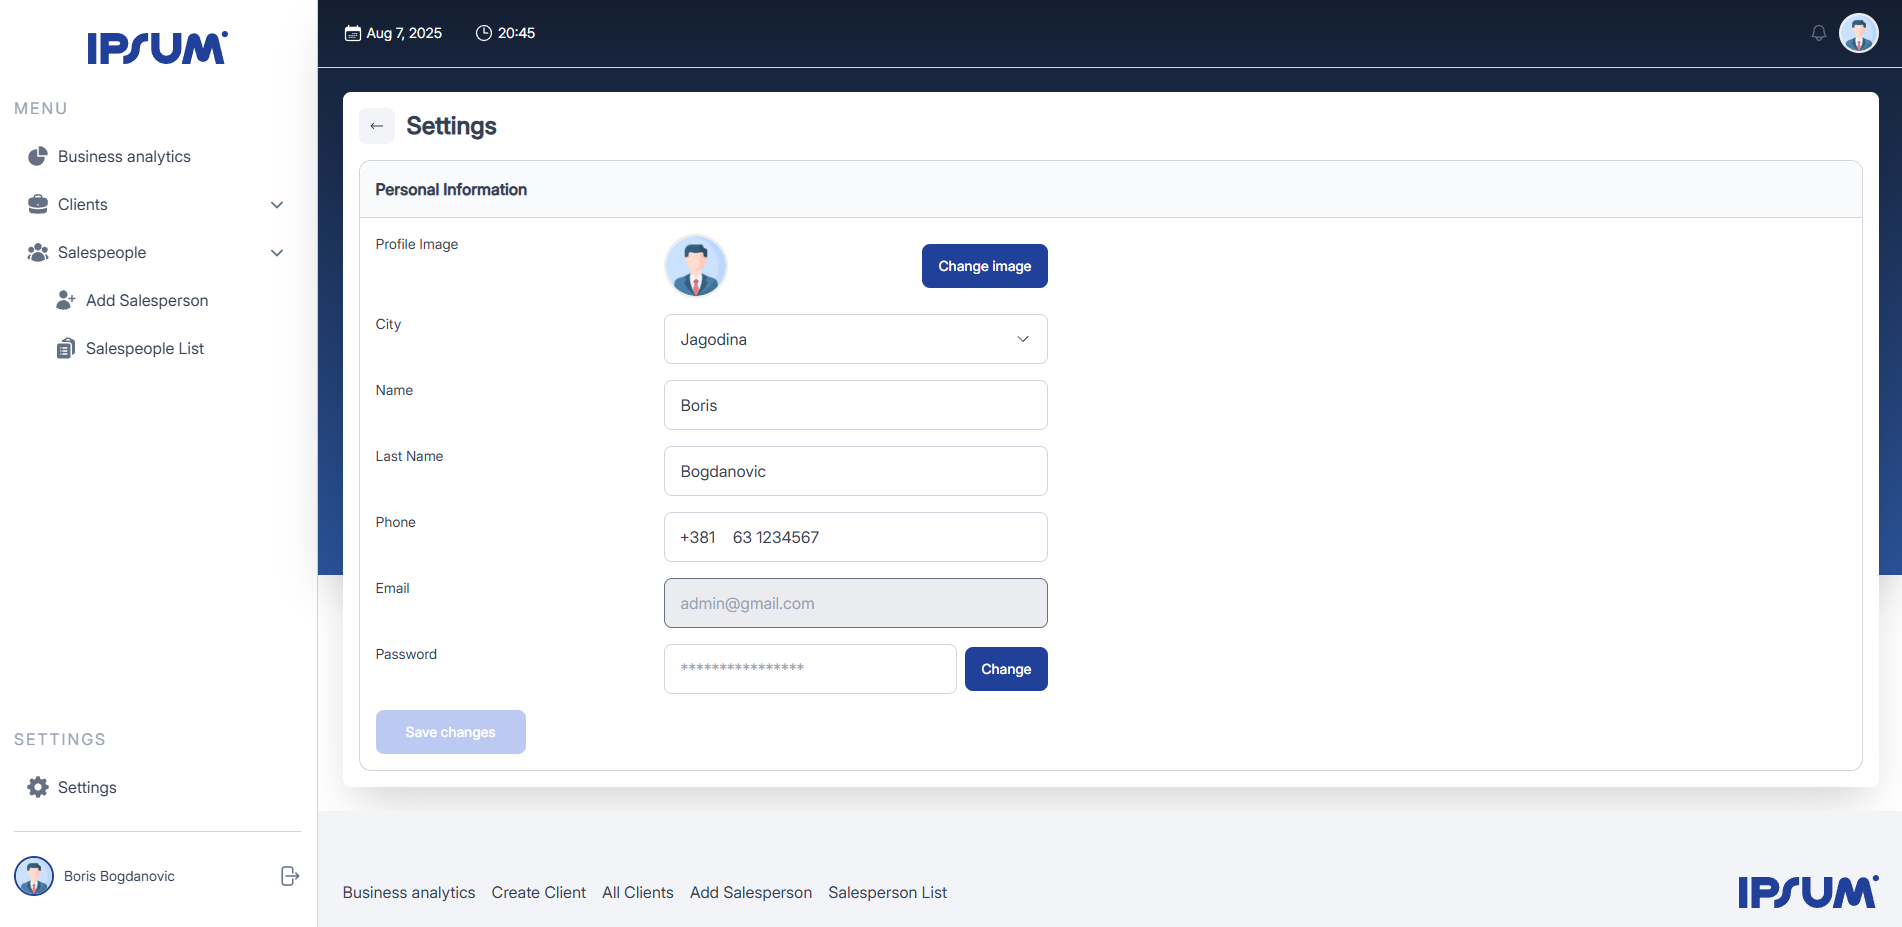 IPSUM
MENU
Business analytics
Clients
Salespeople
Add Salesperson
Salespeople List
SETTINGS
Settings
Boris Bogdanovic
Aug 7, 2025 20:45
Settings
Personal Information
Profile Image
Change image
City
Jagodina
Name
Boris
Last Name
Bogdanovic
Phone
+381 63 1234567
Email
admin@gmail.com
Password
**************** Change
Save changes
Business analytics Create Client All Clients Add Salesperson Salesperson List
IPSUM